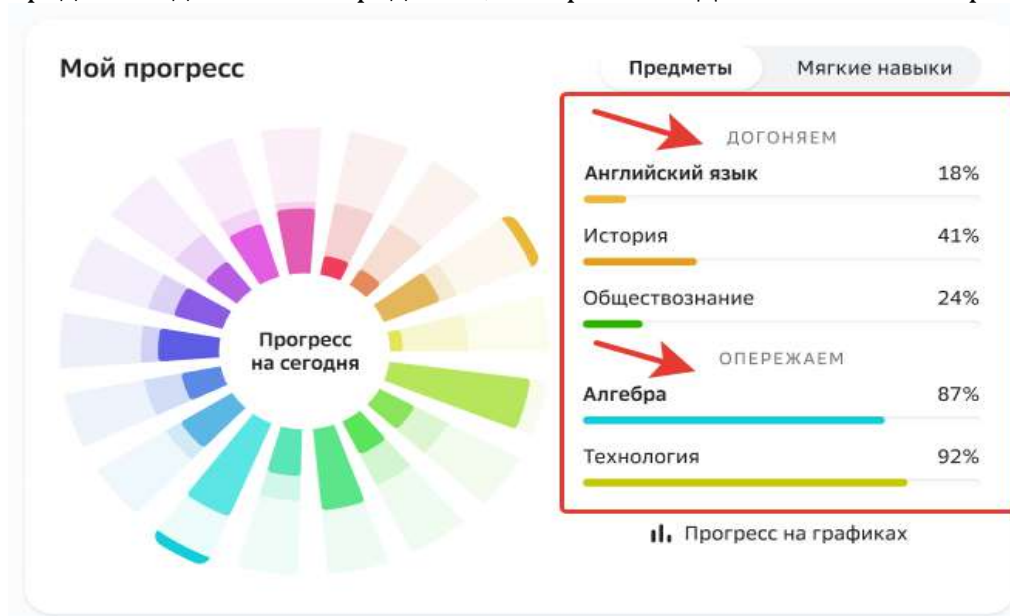 Мой прогресс
Предметы
Мягкие навыки
ДОГОНЯЕМ
Английский язык 18%
История 41%
Обществознание 24%
ОПЕРЕЖАЕМ
Алгебра 87%
Технология 92%
Прогресс на графиках
Прогресс
на сегодня